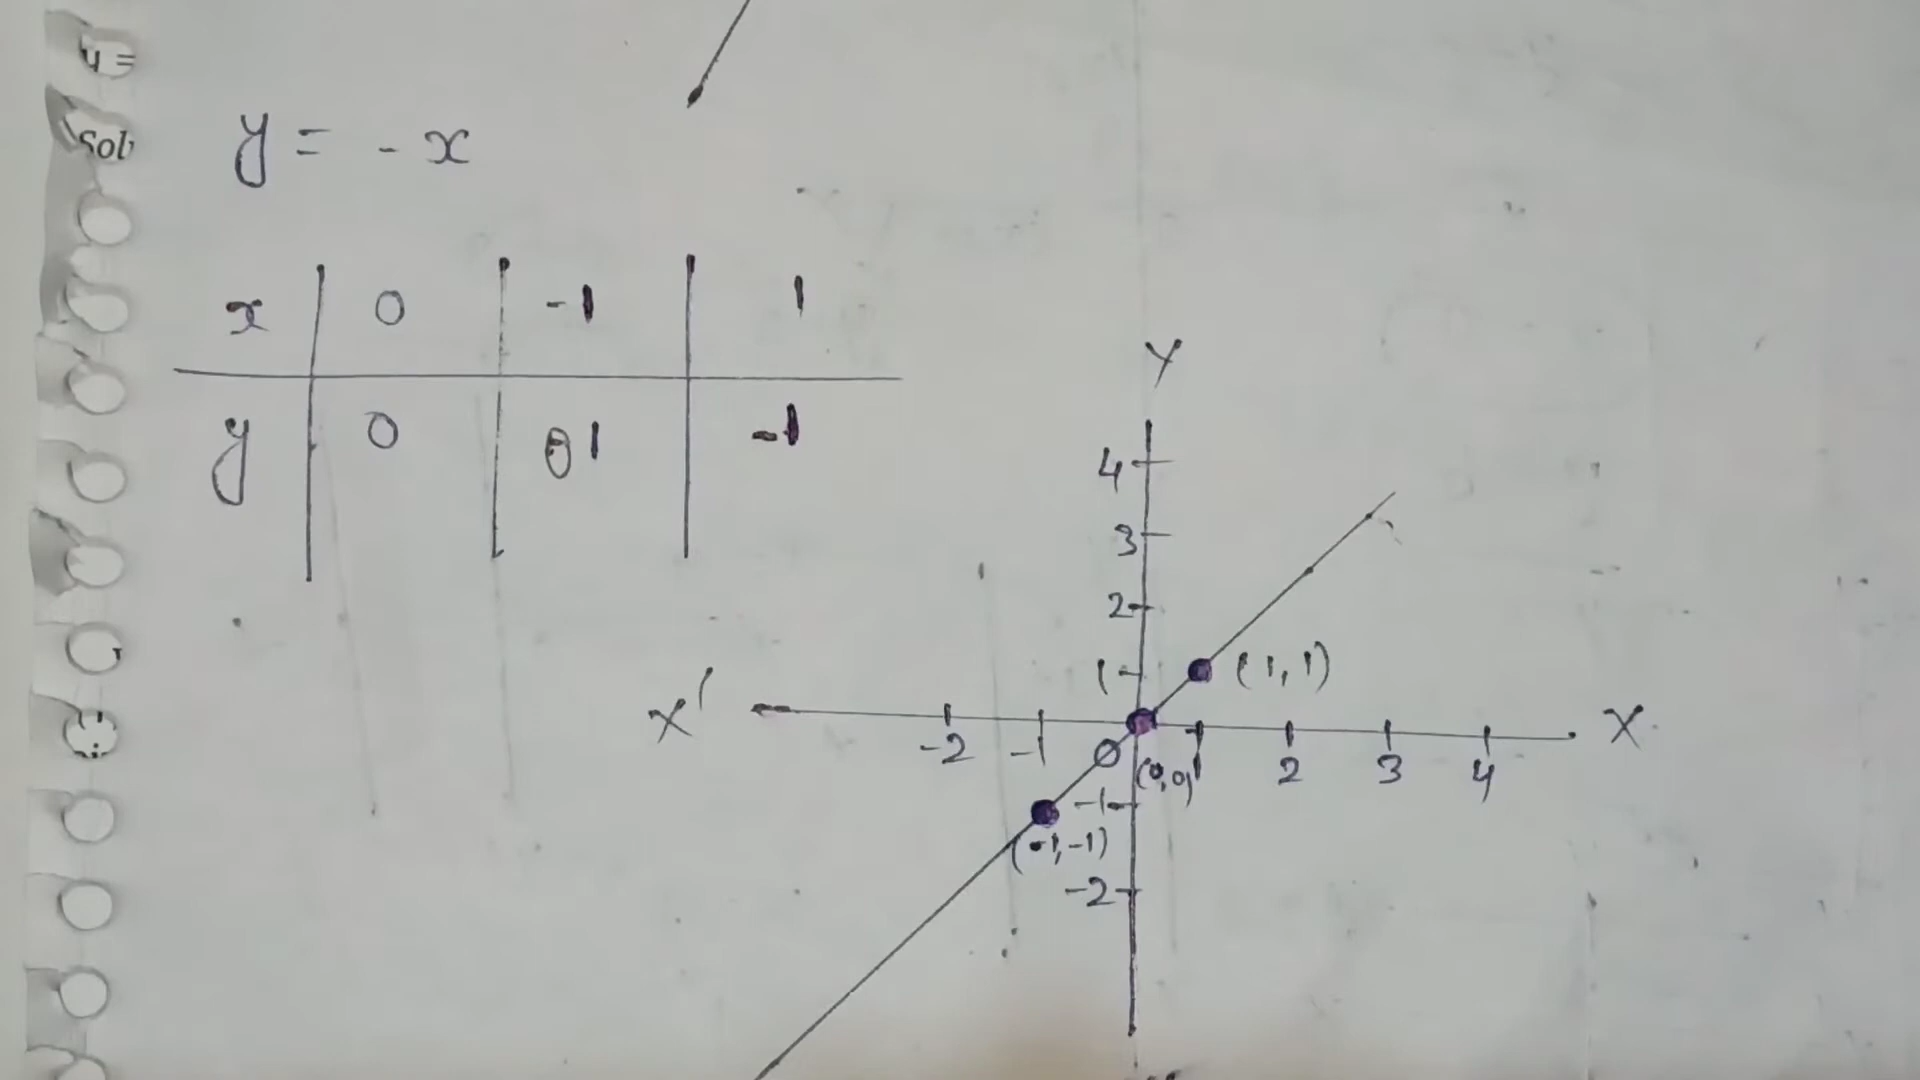 y =
Sol
y = - x
x 0 -1 1
y 0 01 -1
Y
4
3
2
1 (1, 1)
X' -2 -1 O (0,0) 1 2 3 4 X
-1
(-1, -1)
-2